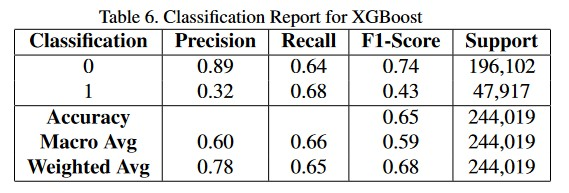 Table 6. Classification Report for XGBoost
Classification Precision Recall F1-Score Support
0 0.89 0.64 0.74 196,102
1 0.32 0.68 0.43 47,917
Accuracy 0.65 244,019
Macro Avg 0.60 0.66 0.59 244,019
Weighted Avg 0.78 0.65 0.68 244,019